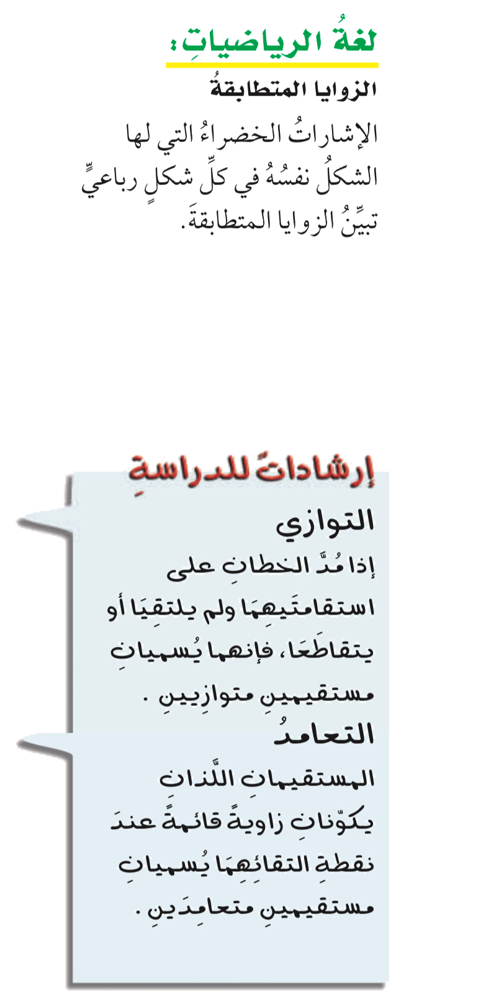 لغةُ الرياضياتِ:
الزوايا المتطابقةُ
الإشاراتُ الخضراءُ التي لها
الشكلُ نفسُهُ في كلِّ شكلٍ رباعيٍّ
تبيِّنُ الزوايا المتطابقةَ.
إرشاداتٌ للدراسةِ
التوازي
إذا مُدَّ الخطانِ على
استقامتَيهِمَا ولم يلتقِيَا أو
يتقاطَعَا، فإنهما يُسميانِ
مستقيمينِ متوازِيينِ .
التعامدُ
المستقيمانِ اللَّذانِ
يكوّنانِ زاويةً قائمةً عندَ
نقطةِ التقائِهِمَا يُسميانِ
مستقيمينِ متعامِدَينِ .